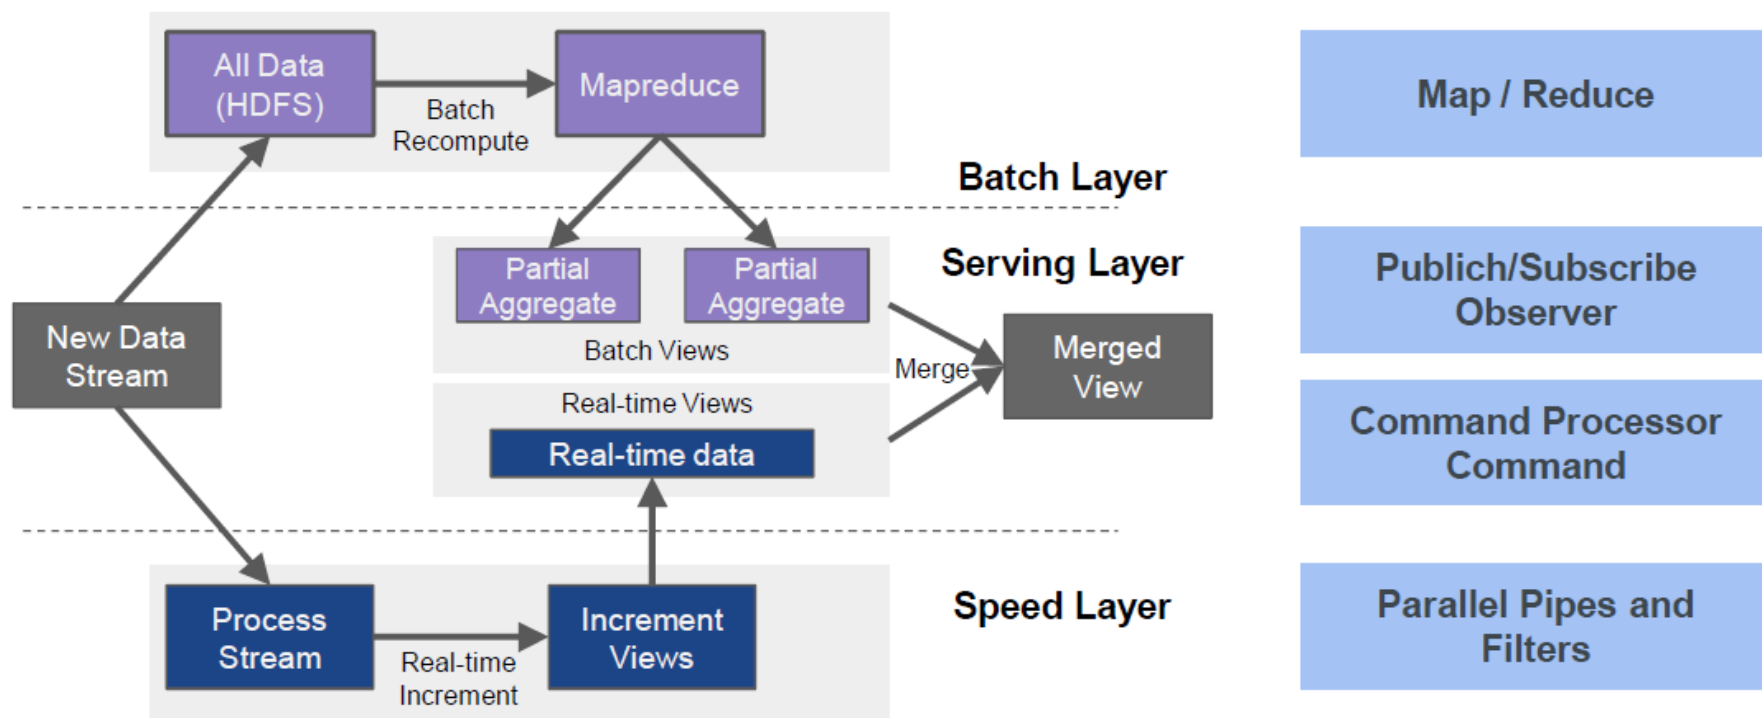 All Data
(HDFS)
Batch
Recompute
Mapreduce
Batch Layer
Map / Reduce
New Data
Stream
Partial
Aggregate
Partial
Aggregate
Batch Views
Serving Layer
Publich/Subscribe
Observer
Real-time Views
Real-time data
Merge
Merged
View
Command Processor
Command
Process
Stream
Real-time
Increment
Increment
Views
Speed Layer
Parallel Pipes and
Filters